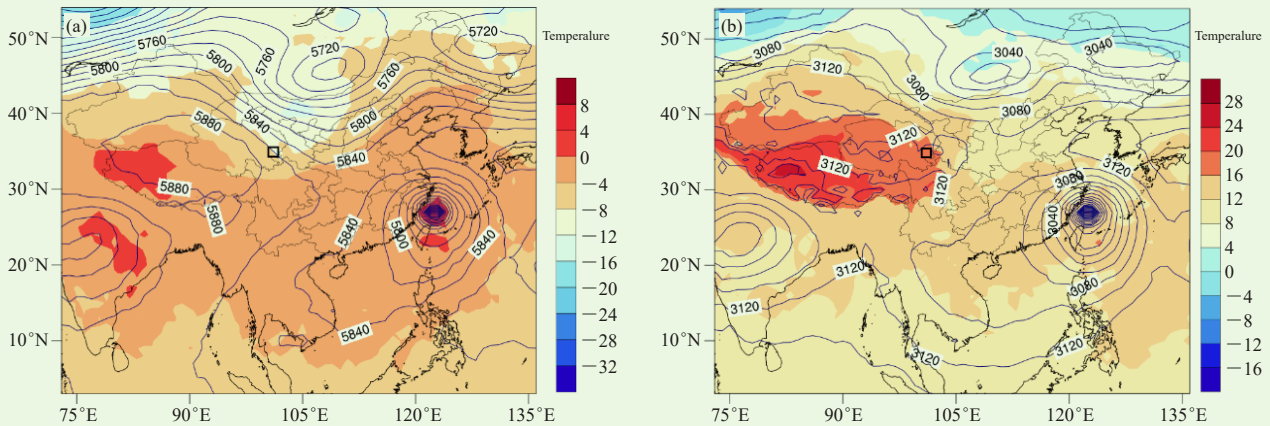 (a)
5720
5720
5760
5760
5800
5800
5760
5760
5840
5880
5800
5840
5880
5880
5840
5800
5840
5840
50°N
40°N
30°N
20°N
10°N
75°E
90°E
105°E
120°E
135°E
Temperalure
8
4
0
−4
−8
−12
−16
−20
−24
−28
−32
(b)
3080
3040
3040
3120
3080
3080
3120
3120
3120
3120
3080
3040
3120
3080
3120
3120
3120
50°N
40°N
30°N
20°N
10°N
75°E
90°E
105°E
120°E
135°E
Temperalure
28
24
20
16
12
8
4
0
−4
−8
−12
−16